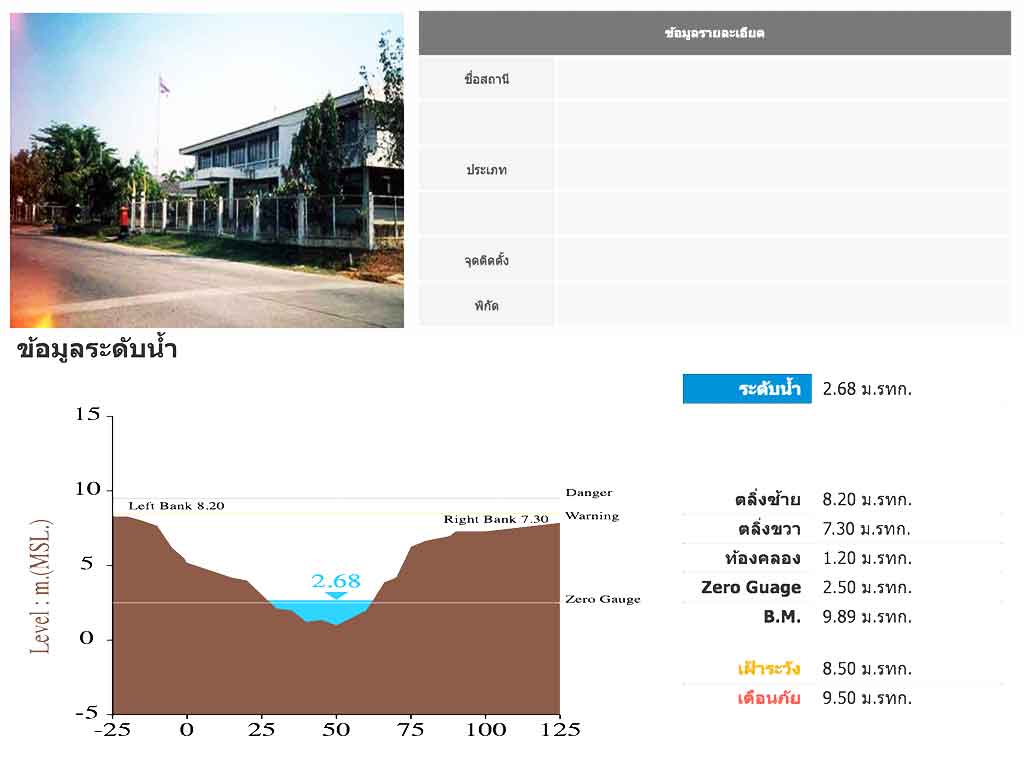 ข้อมูลรายละเอียด
ชื่อสถานี
ประเภท
จุดติดตั้ง
พิกัด
ข้อมูลระดับน้ำ
ระดับน้ำ 2.68 ม.รทก.
15
10
5
0
-5
Level : m.(MSL.)
Left Bank 8.20
Right Bank 7.30
2.68
Danger
Warning
Zero Gauge
-25 0 25 50 75 100 125
ตลิ่งซ้าย 8.20 ม.รทก.
ตลิ่งขวา 7.30 ม.รทก.
ท้องคลอง 1.20 ม.รทก.
Zero Guage 2.50 ม.รทก.
B.M. 9.89 ม.รทก.
เฝ้าระวัง 8.50 ม.รทก.
เตือนภัย 9.50 ม.รทก.